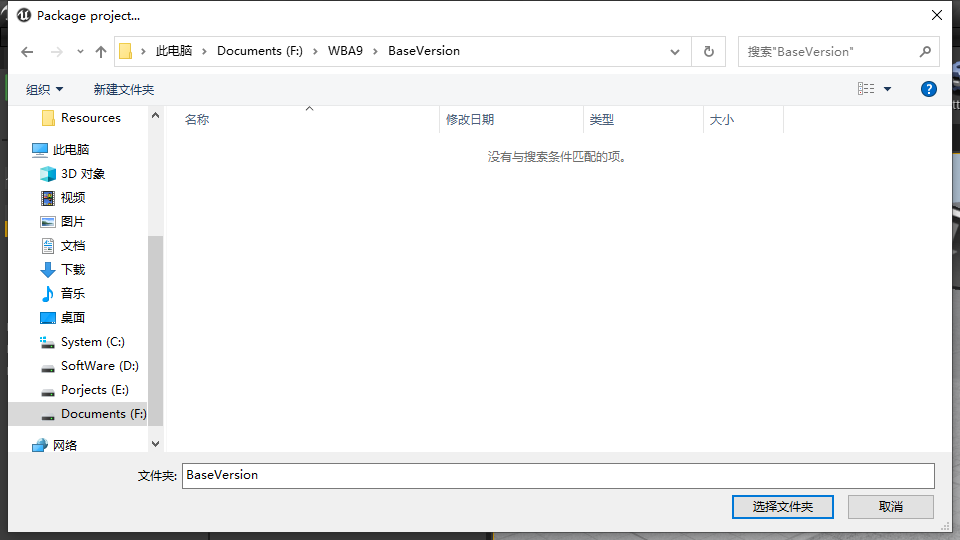 Package project...
此电脑 › Documents (F:) › WBA9 › BaseVersion
搜索"BaseVersion"
组织
新建文件夹
名称 修改日期 类型 大小
没有与搜索条件匹配的项。
Resources
此电脑
3D 对象
视频
图片
文档
下载
音乐
桌面
System (C:)
SoftWare (D:)
Porjects (E:)
Documents (F:)
网络
文件夹: BaseVersion
选择文件夹 取消